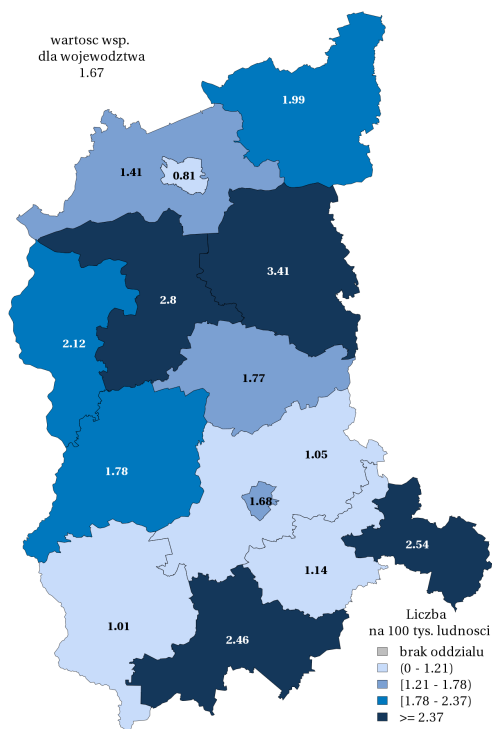 wartosc wsp.
dla wojewodztwa
1.67
1.99
1.41
0.81
3.41
2.8
2.12
1.77
1.78
1.05
1.68
2.54
1.14
1.01
2.46
Liczba
na 100 tys. ludnosci
brak oddzialu
(0 - 1.21)
[1.21 - 1.78)
[1.78 - 2.37)
>= 2.37